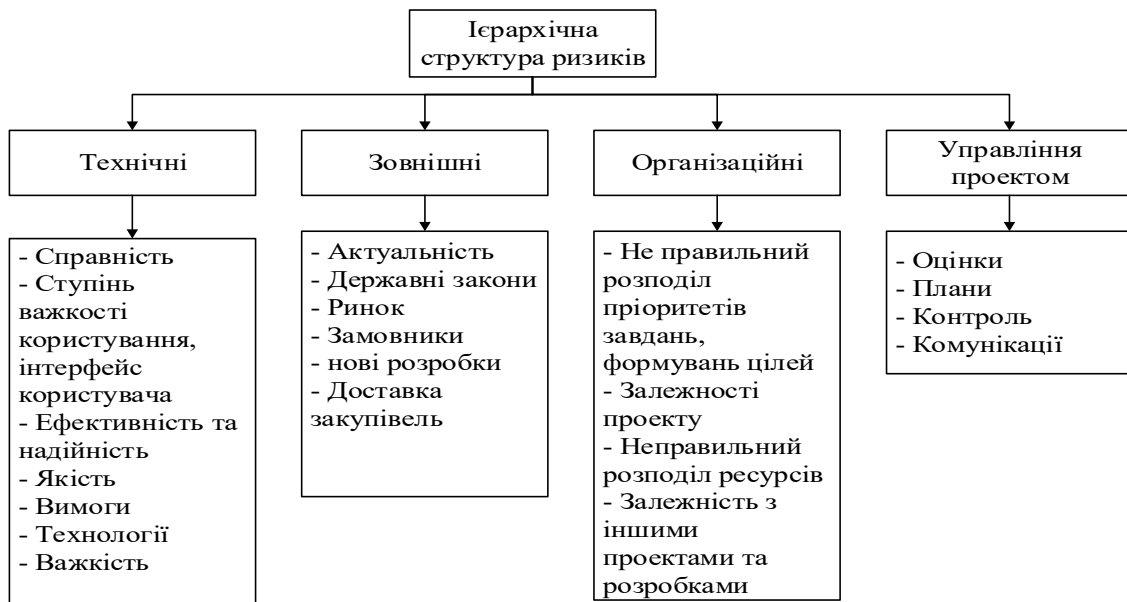 Ієрархічна
структура ризиків
Технічні
Зовнішні
Організаційні
Управління
проектом
- Справність
- Ступінь
важкості
користування,
інтерфейс
користувача
- Ефективність та
надійність
- Якість
- Вимоги
- Технології
- Важкість
- Актуальність
- Державні закони
- Ринок
- Замовники
- нові розробки
- Доставка
закупівель
- Не правильний
розподіл
пріоритетів
завдань,
формувань цілей
- Залежності
проекту
- Неправильний
розподіл ресурсів
- Залежність з
іншими
проектами та
розробками
- Оцінки
- Плани
- Контроль
- Комунікації